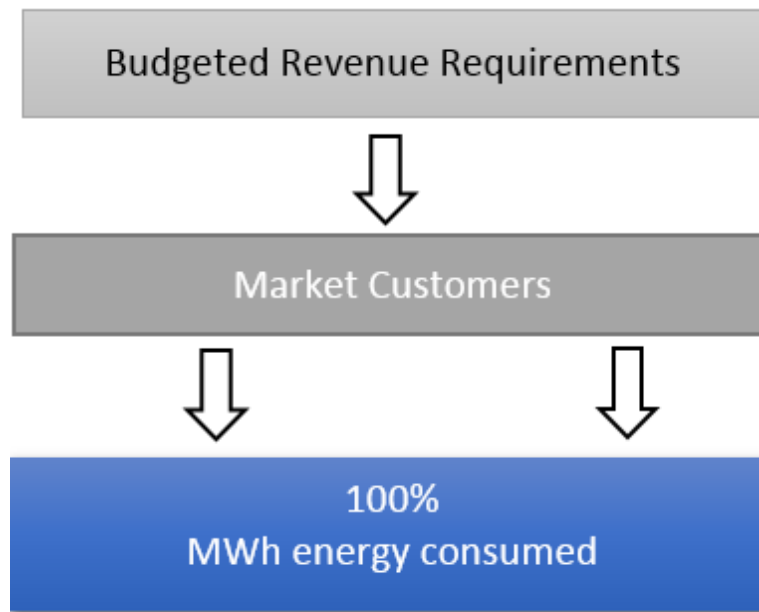 Budgeted Revenue Requirements
Market Customers
100%
MWh energy consumed